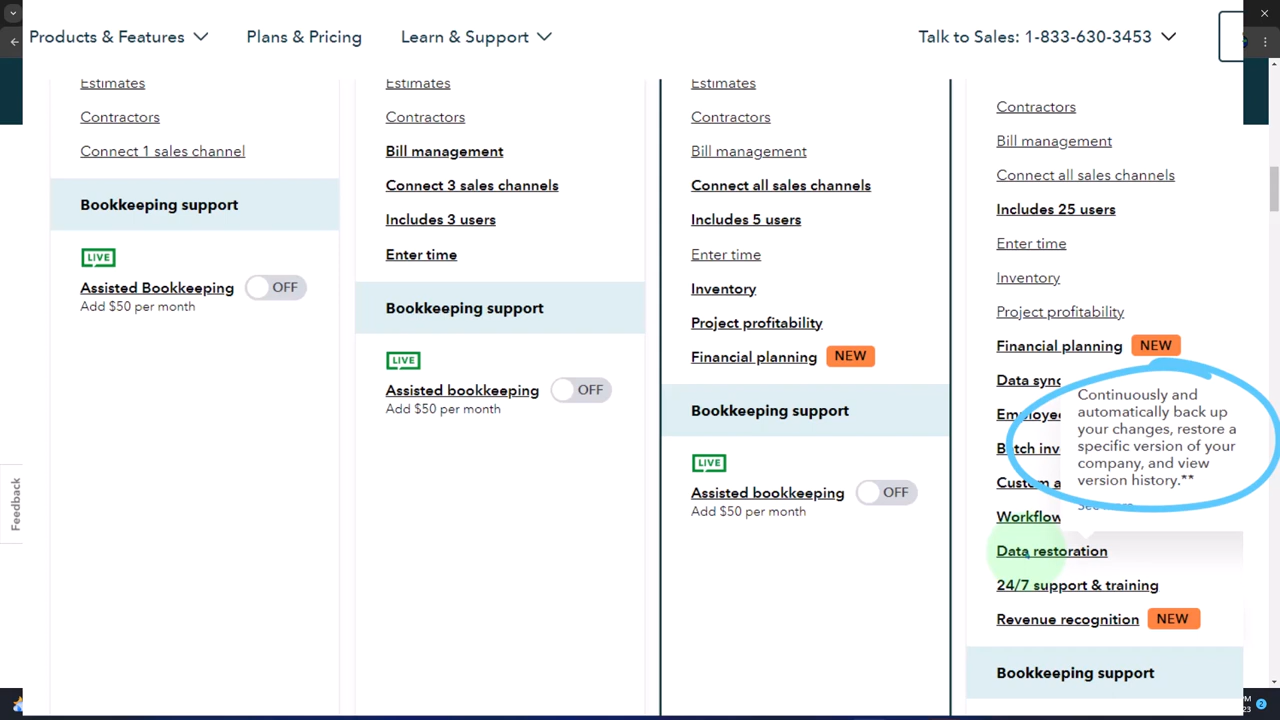 Products & Features
Plans & Pricing
Learn & Support
Talk to Sales: 1-833-630-3453
Estimates
Contractors
Connect 1 sales channel
Bookkeeping support
LIVE
Assisted Bookkeeping
OFF
Add $50 per month
Estimates
Contractors
Bill management
Connect 3 sales channels
Includes 3 users
Enter time
Bookkeeping support
LIVE
Assisted bookkeeping
OFF
Add $50 per month
Estimates
Contractors
Bill management
Connect all sales channels
Includes 5 users
Enter time
Inventory
Project profitability
Financial planning
NEW
Bookkeeping support
LIVE
Assisted bookkeeping
OFF
Add $50 per month
Contractors
Bill management
Connect all sales channels
Includes 25 users
Enter time
Inventory
Project profitability
Financial planning
NEW
Data
Continuously and
automatically back up
your changes, restore a
specific version of your
company, and view
version history.**
Data restoration
24/7 support & training
Revenue recognition
NEW
Bookkeeping support
Feedback
2